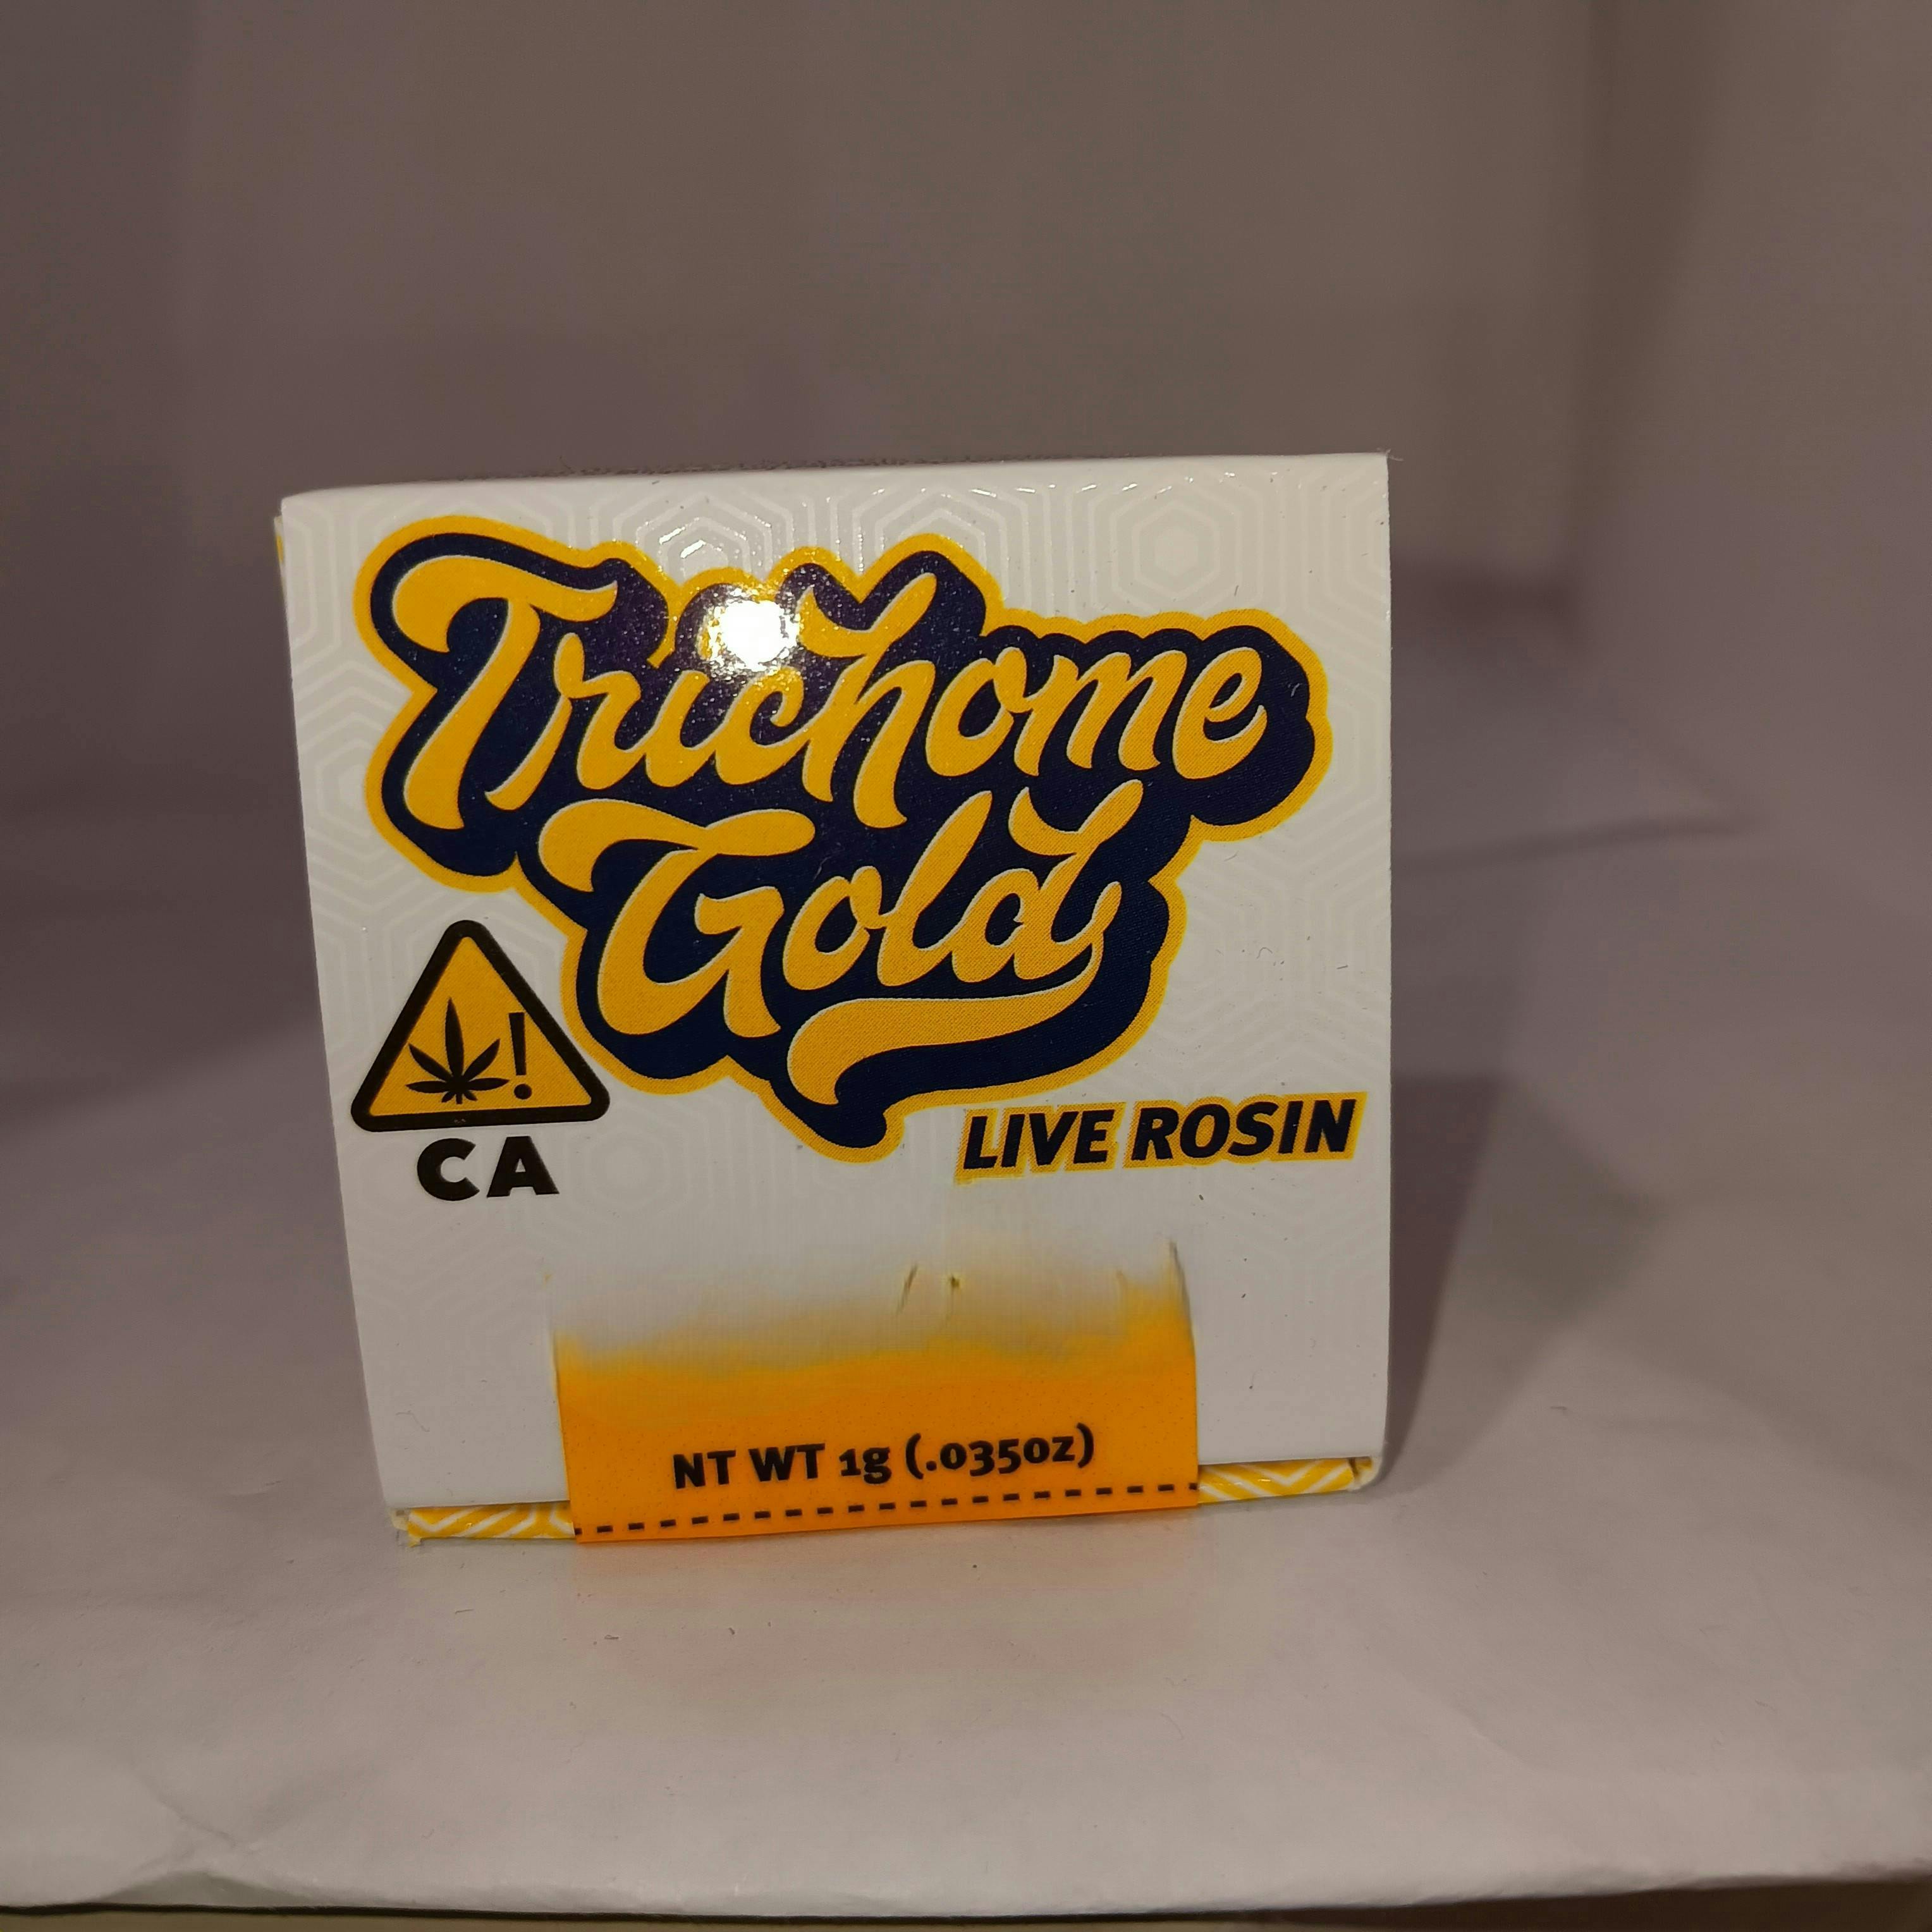 Trichome
Gold
!
CA
LIVE ROSIN
NT WT 1g (.035oz)